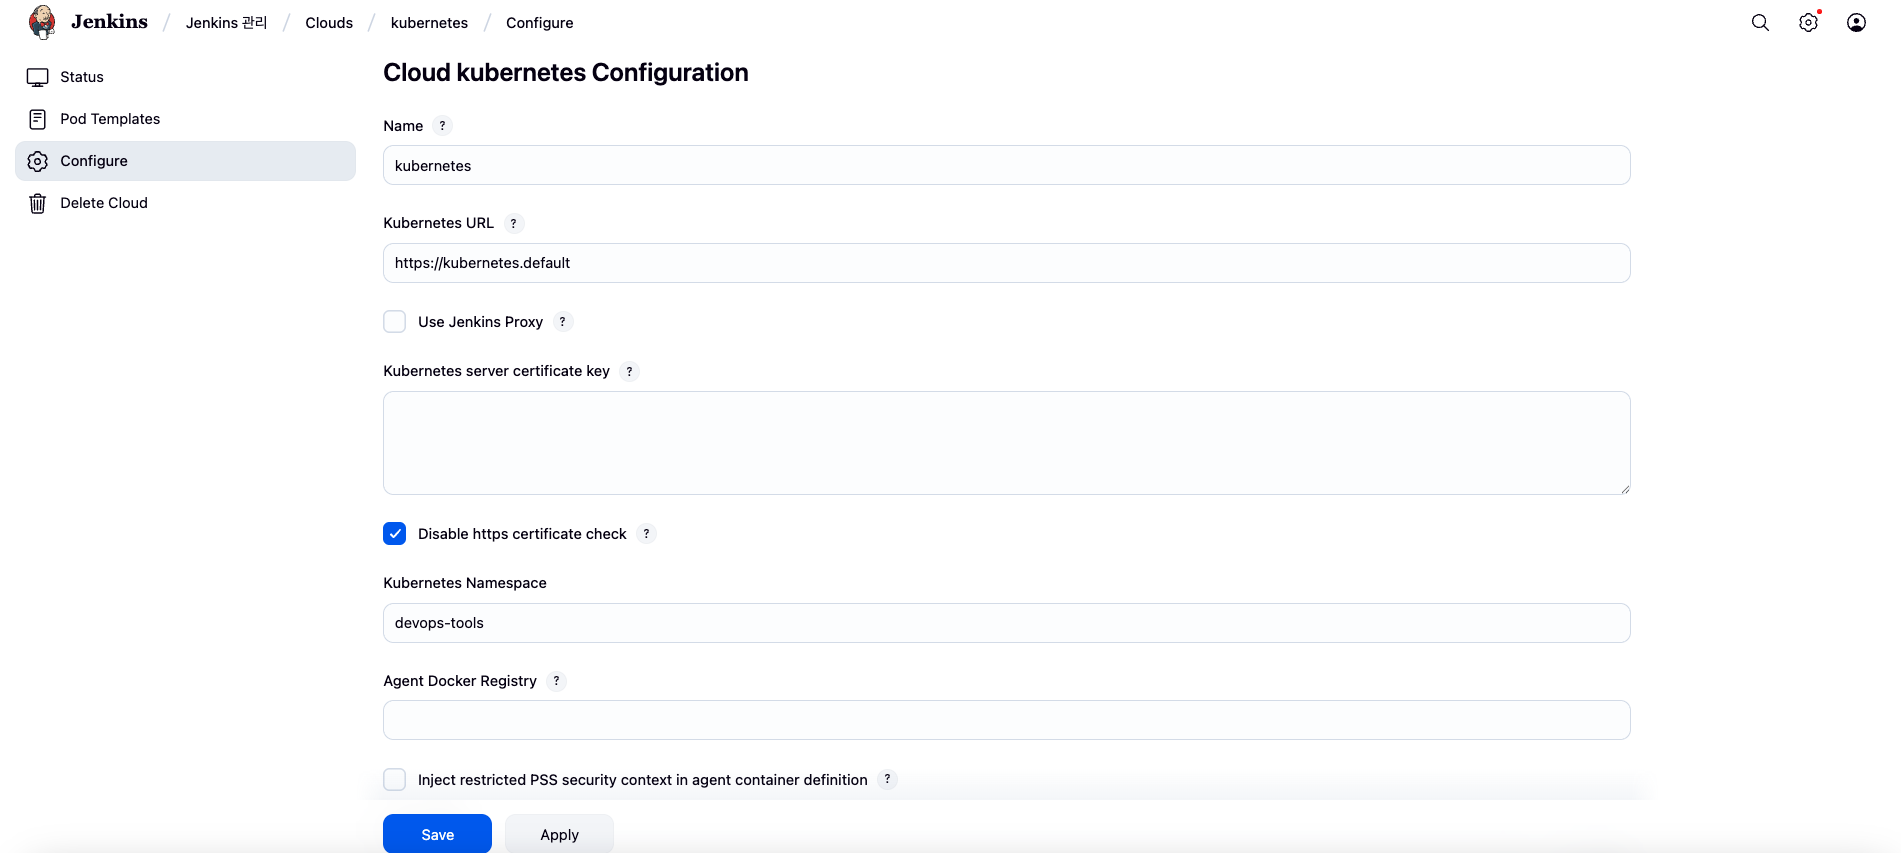 Jenkins / Jenkins 관리 / Clouds / kubernetes / Configure
Status
Pod Templates
Configure
Delete Cloud
Cloud kubernetes Configuration
Name ?
kubernetes
Kubernetes URL ?
https://kubernetes.default
Use Jenkins Proxy ?
Kubernetes server certificate key ?
Disable https certificate check ?
Kubernetes Namespace
devops-tools
Agent Docker Registry ?
Inject restricted PSS security context in agent container definition ?
Save Apply